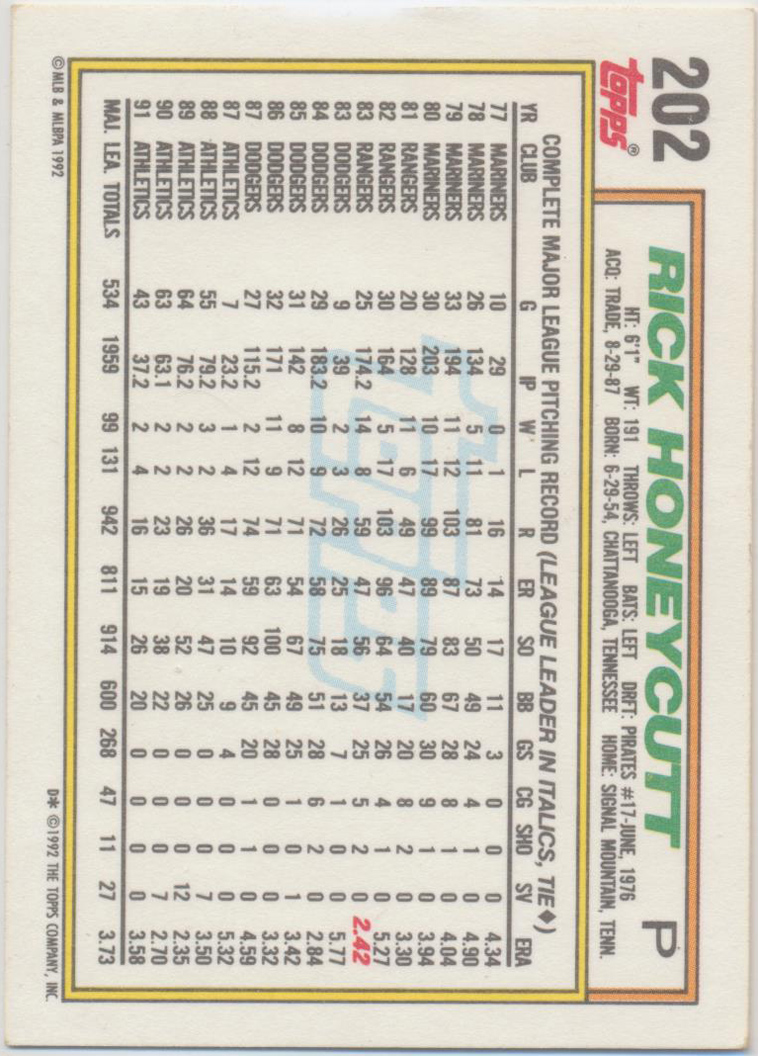 202
Topps®
RICK HONEYCUTT P
HT: 6'1" WT: 191 THROWS: LEFT BATS: LEFT DRFT: PIRATES #17-JUNE, 1976
ACQ: TRADE, 8-29-87 BORN: 6-29-54, CHATTANOOGA, TENNESSEE HOME: SIGNAL MOUNTAIN, TENN.
COMPLETE MAJOR LEAGUE PITCHING RECORD (LEAGUE LEADER IN ITALICS, TIE♦)
YR CLUB G IP W L R ER SO BB GS CG SHO SV ERA
77 MARINERS 10 29 0 1 16 14 17 11 3 0 0 0 4.34
78 MARINERS 26 134 5 11 81 73 50 49 24 4 1 0 4.90
79 MARINERS 33 194 11 12 103 87 83 67 28 8 1 0 4.04
80 MARINERS 30 203 10 17 99 89 79 60 30 9 1 0 3.94
81 RANGERS 20 128 11 6 49 47 40 17 20 8 2 0 3.30
82 RANGERS 30 164 5 17 103 96 64 54 26 4 1 0 5.27
83 RANGERS 25 174.2 14 8 59 47 56 37 25 5 2 0 2.42
83 DODGERS 9 39 2 3 26 25 18 13 7 1 0 0 5.77
84 DODGERS 29 183.2 10 9 72 58 75 51 28 6 2 0 2.84
85 DODGERS 31 142 8 12 71 54 67 49 25 1 0 1 3.42
86 DODGERS 32 171 11 9 71 63 100 45 28 0 0 0 3.32
87 DODGERS 27 115.2 2 12 74 59 92 45 20 1 1 0 4.59
87 ATHLETICS 7 23.2 1 4 17 14 10 9 4 0 0 0 5.32
88 ATHLETICS 55 79.2 3 2 36 31 47 25 0 0 0 7 3.50
89 ATHLETICS 64 76.2 2 2 26 20 52 26 0 0 0 12 2.35
90 ATHLETICS 63 63.1 2 2 23 19 38 22 0 0 0 7 2.70
91 ATHLETICS 43 37.2 2 4 16 15 26 20 0 0 0 0 3.58
MAJ. LEA. TOTALS 534 1959 99 131 942 811 914 600 268 47 11 27 3.73
©MLB & MLBPA 1992 D* ©1992 THE TOPPS COMPANY, INC.